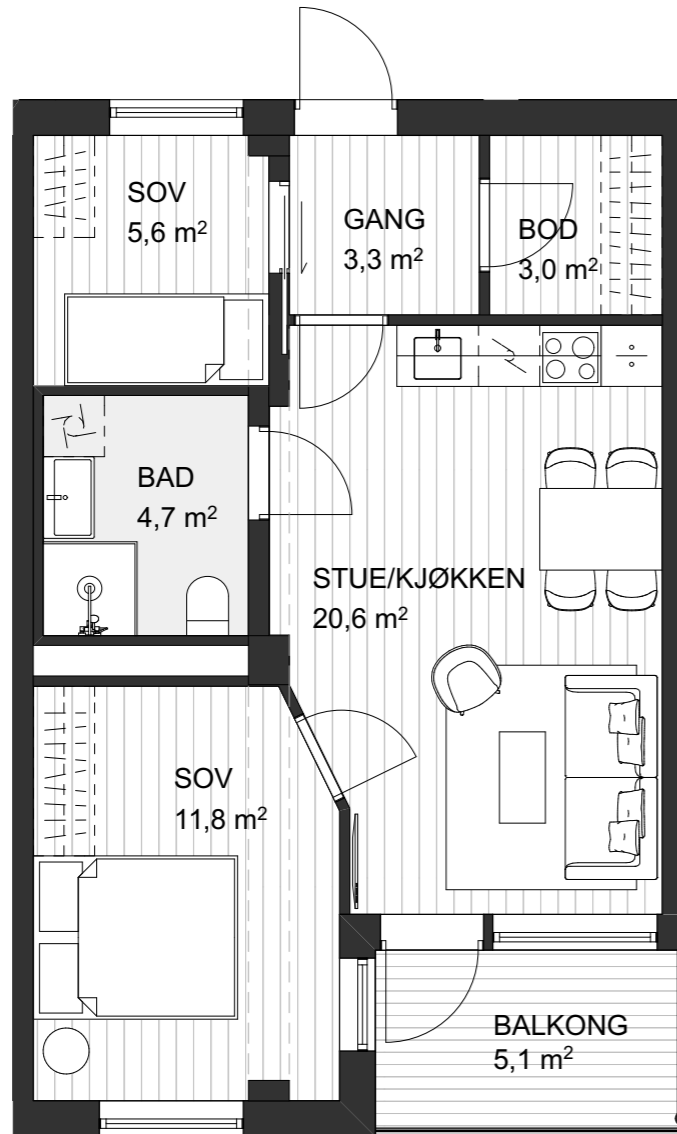 SOV
5,6 m²
GANG
3,3 m²
BOD
3,0 m²
BAD
4,7 m²
STUE/KJØKKEN
20,6 m²
SOV
11,8 m²
BALKONG
5,1 m²